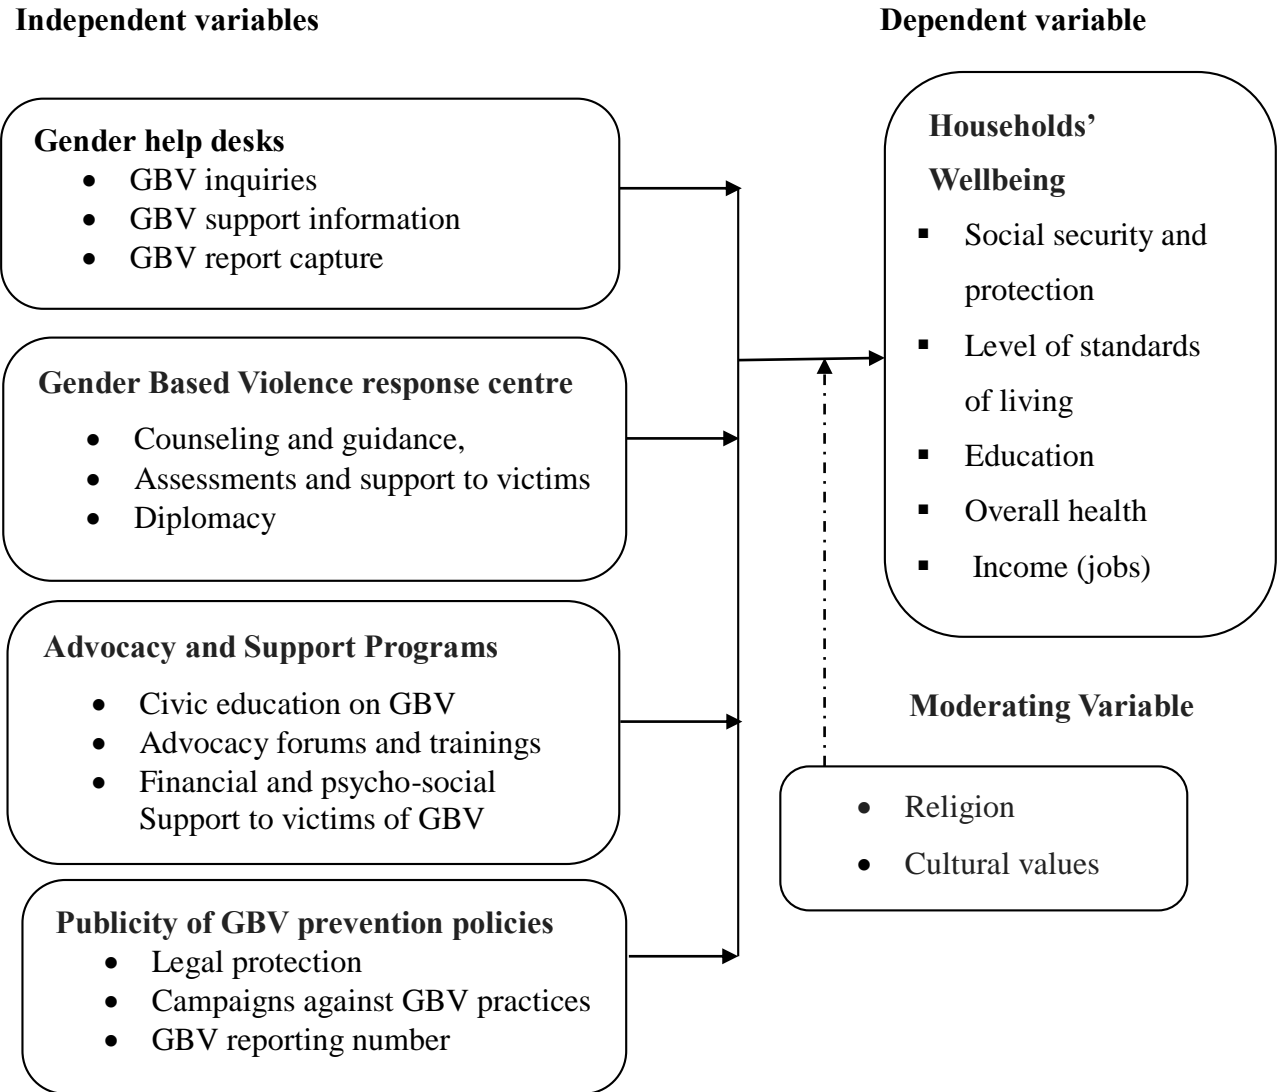 Independent variables
Dependent variable
Gender help desks
• GBV inquiries
• GBV support information
• GBV report capture
Gender Based Violence response centre
• Counseling and guidance,
• Assessments and support to victims
• Diplomacy
Advocacy and Support Programs
• Civic education on GBV
• Advocacy forums and trainings
• Financial and psycho-social
Support to victims of GBV
Publicity of GBV prevention policies
• Legal protection
• Campaigns against GBV practices
• GBV reporting number
Households’
Wellbeing
▪ Social security and
protection
▪ Level of standards
of living
▪ Education
▪ Overall health
▪ Income (jobs)
Moderating Variable
• Religion
• Cultural values